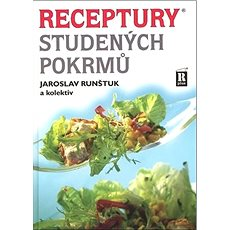 RECEPTURY®
STUDENÝCH
POKRMŮ
JAROSLAV RUNŠTUK
a kolektiv
R